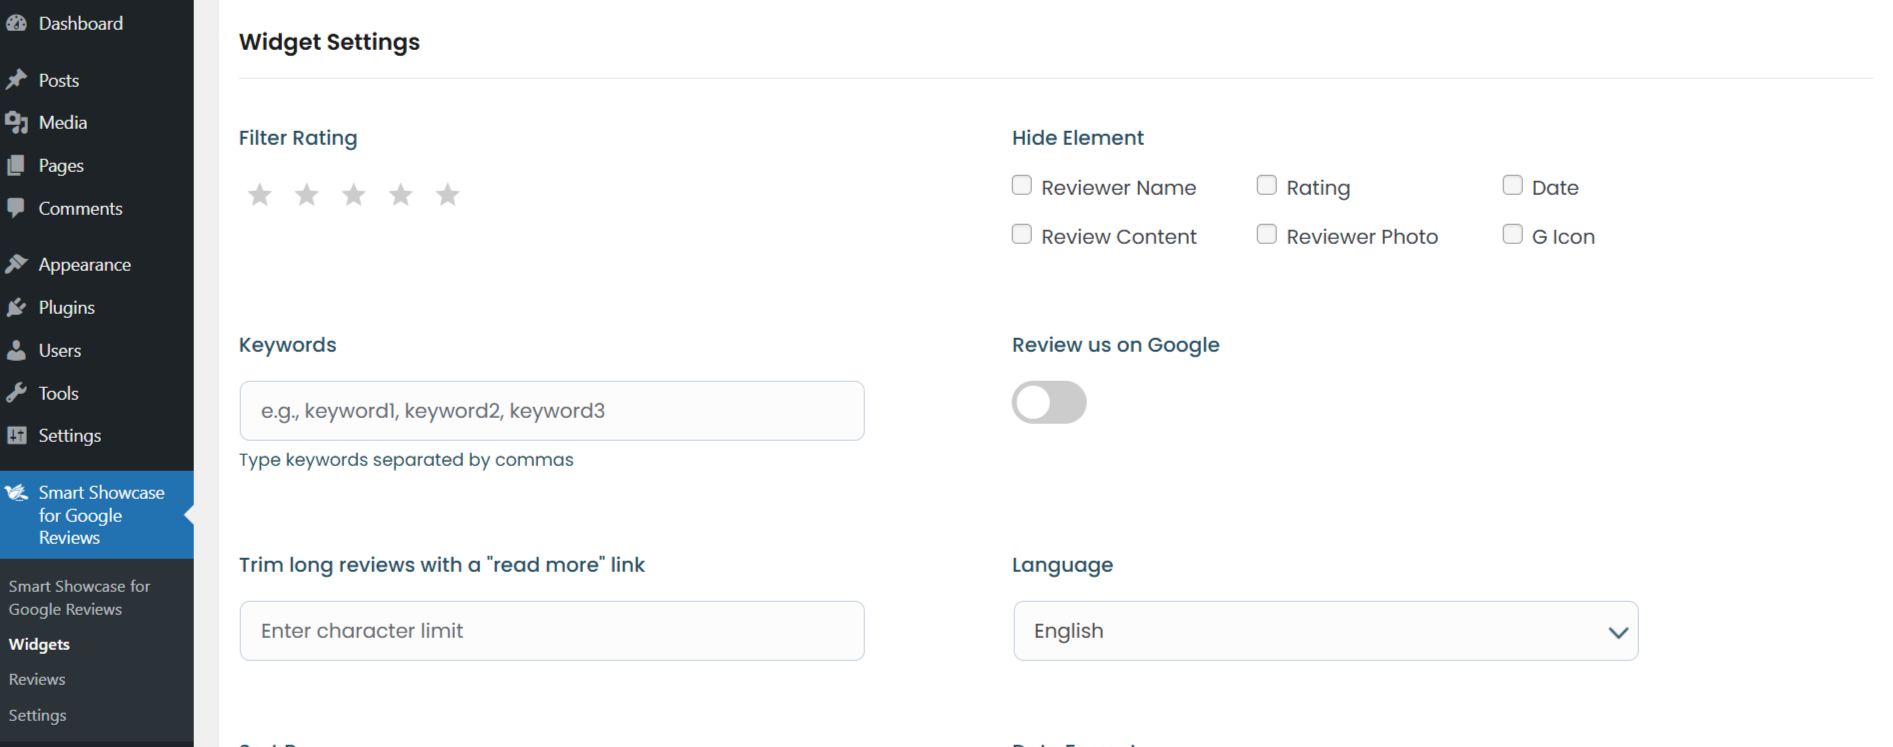 Dashboard
Posts
Media
Pages
Comments
Appearance
Plugins
Users
Tools
Settings
Smart Showcase
for Google
Reviews
Smart Showcase for
Google Reviews
Widgets
Reviews
Settings
Widget Settings
Filter Rating
Hide Element
Reviewer Name
Rating
Date
Review Content
Reviewer Photo
G Icon
Keywords
e.g., keyword1, keyword2, keyword3
Type keywords separated by commas
Review us on Google
Trim long reviews with a "read more" link
Enter character limit
Language
English